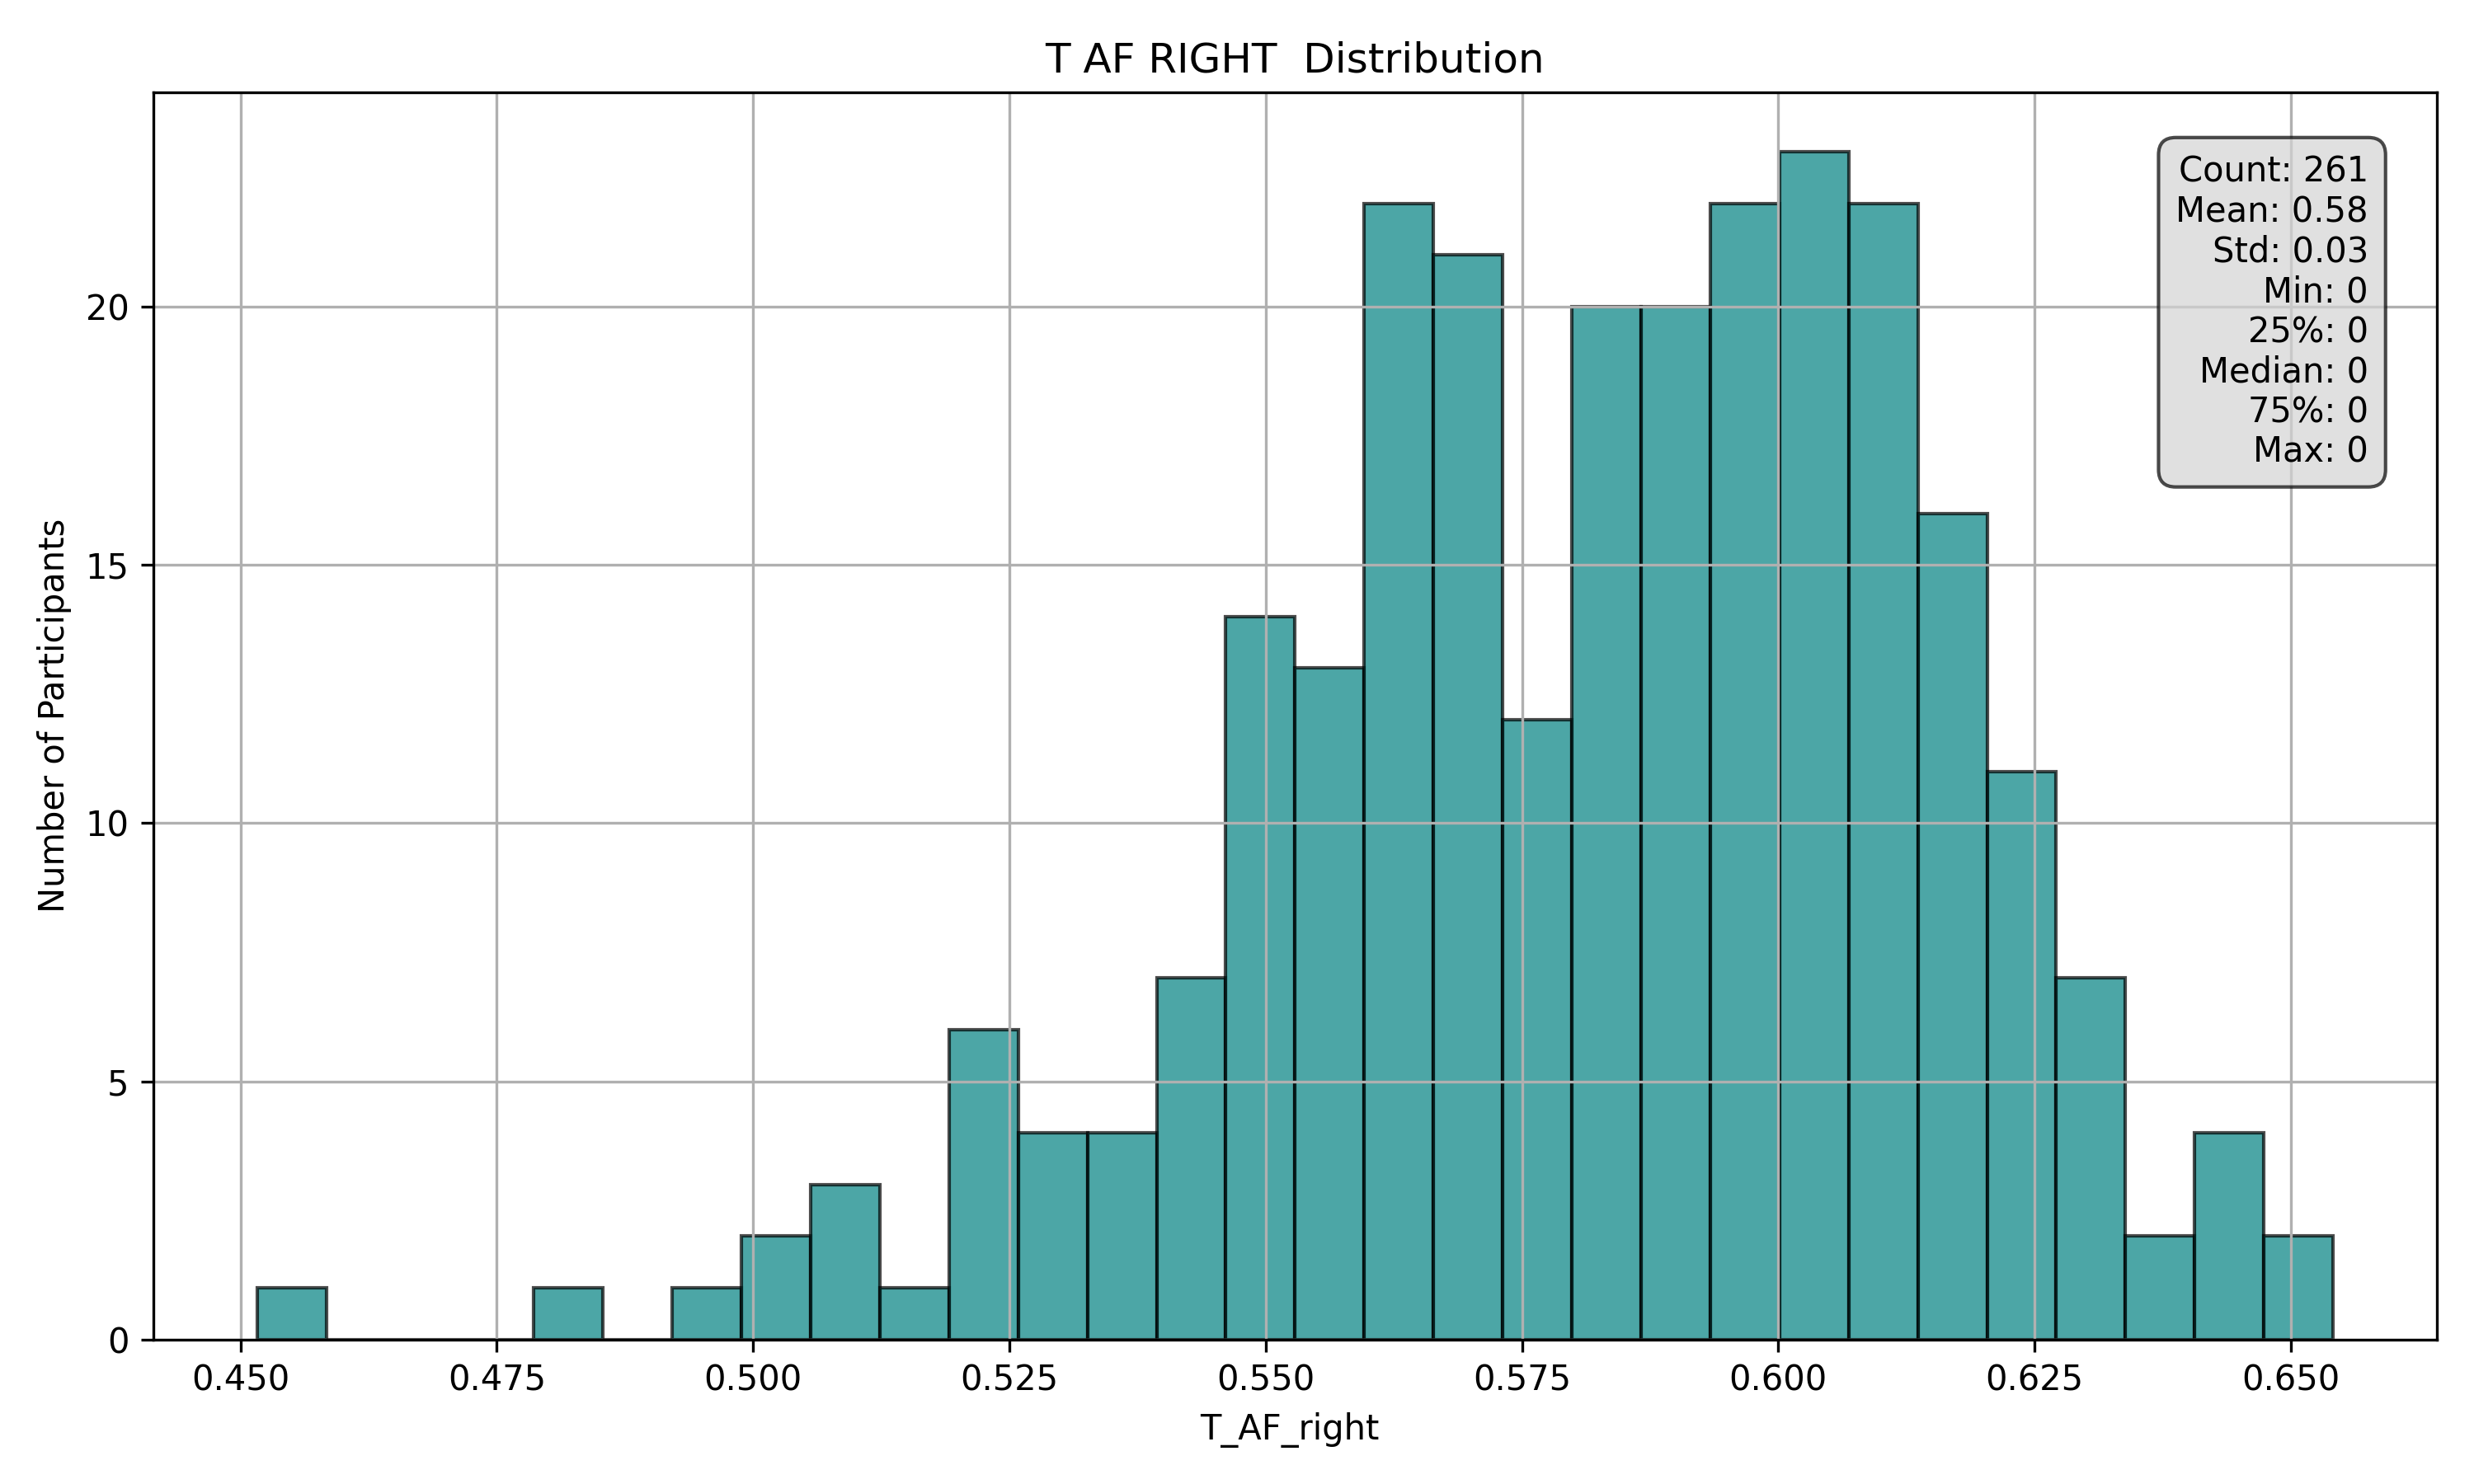 T AF RIGHT  Distribution
Count: 261
Mean: 0.58
Std: 0.03
Min: 0
25%: 0
Median: 0
75%: 0
Max: 0
Number of Participants
20
15
10
5
0
0.450 0.475 0.500 0.525 0.550 0.575 0.600 0.625 0.650
T_AF_right